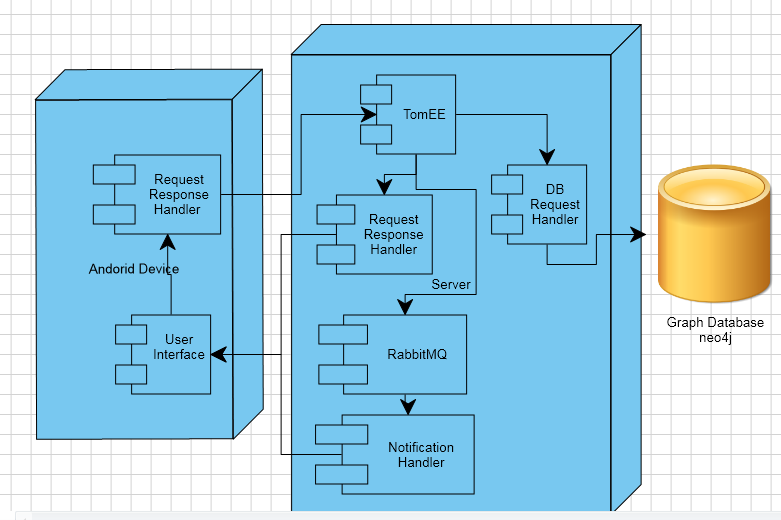 TomEE
Request
Response
Handler
DB
Request
Handler
Request
Response
Handler
Andorid Device
Server
User
Interface
RabbitMQ
Graph Database
neo4j
Notification
Handler